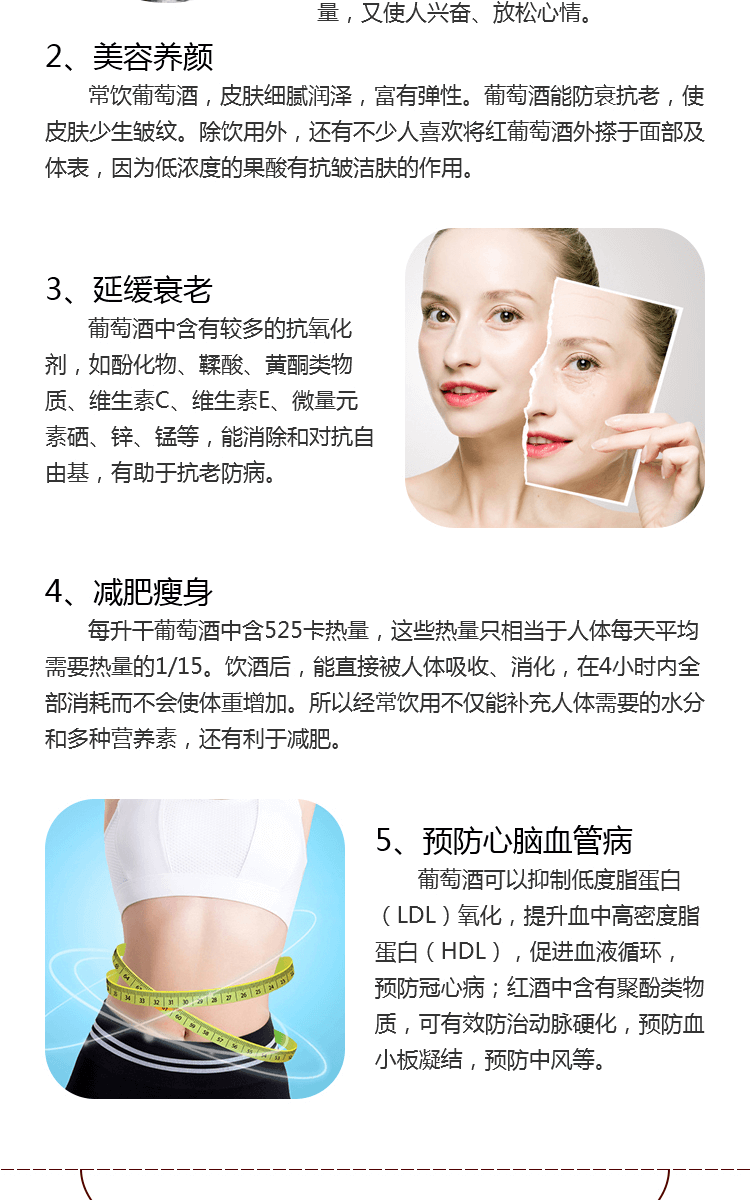 量，又使人兴奋、放松心情。
2、美容养颜
常饮葡萄酒，皮肤细腻润泽，富有弹性。葡萄酒能防衰抗老，使
皮肤少生皱纹。除饮用外，还有不少人喜欢将红葡萄酒外搽于面部及
体表，因为低浓度的果酸有抗皱洁肤的作用。
3、延缓衰老
葡萄酒中含有较多的抗氧化
剂，如酚化物、鞣酸、黄酮类物
质、维生素C、维生素E、微量元
素硒、锌、锰等，能消除和对抗自
由基，有助于抗老防病。
4、减肥瘦身
每升干葡萄酒中含525卡热量，这些热量只相当于人体每天平均
需要热量的1/15。饮酒后，能直接被人体吸收、消化，在4小时内全
部消耗而不会使体重增加。所以经常饮用不仅能补充人体需要的水分
和多种营养素，还有利于减肥。
5、预防心脑血管病
葡萄酒可以抑制低度脂蛋白
（LDL）氧化，提升血中高密度脂
蛋白（HDL），促进血液循环，
预防冠心病；红酒中含有聚酚类物
质，可有效防治动脉硬化，预防血
小板凝结，预防中风等。